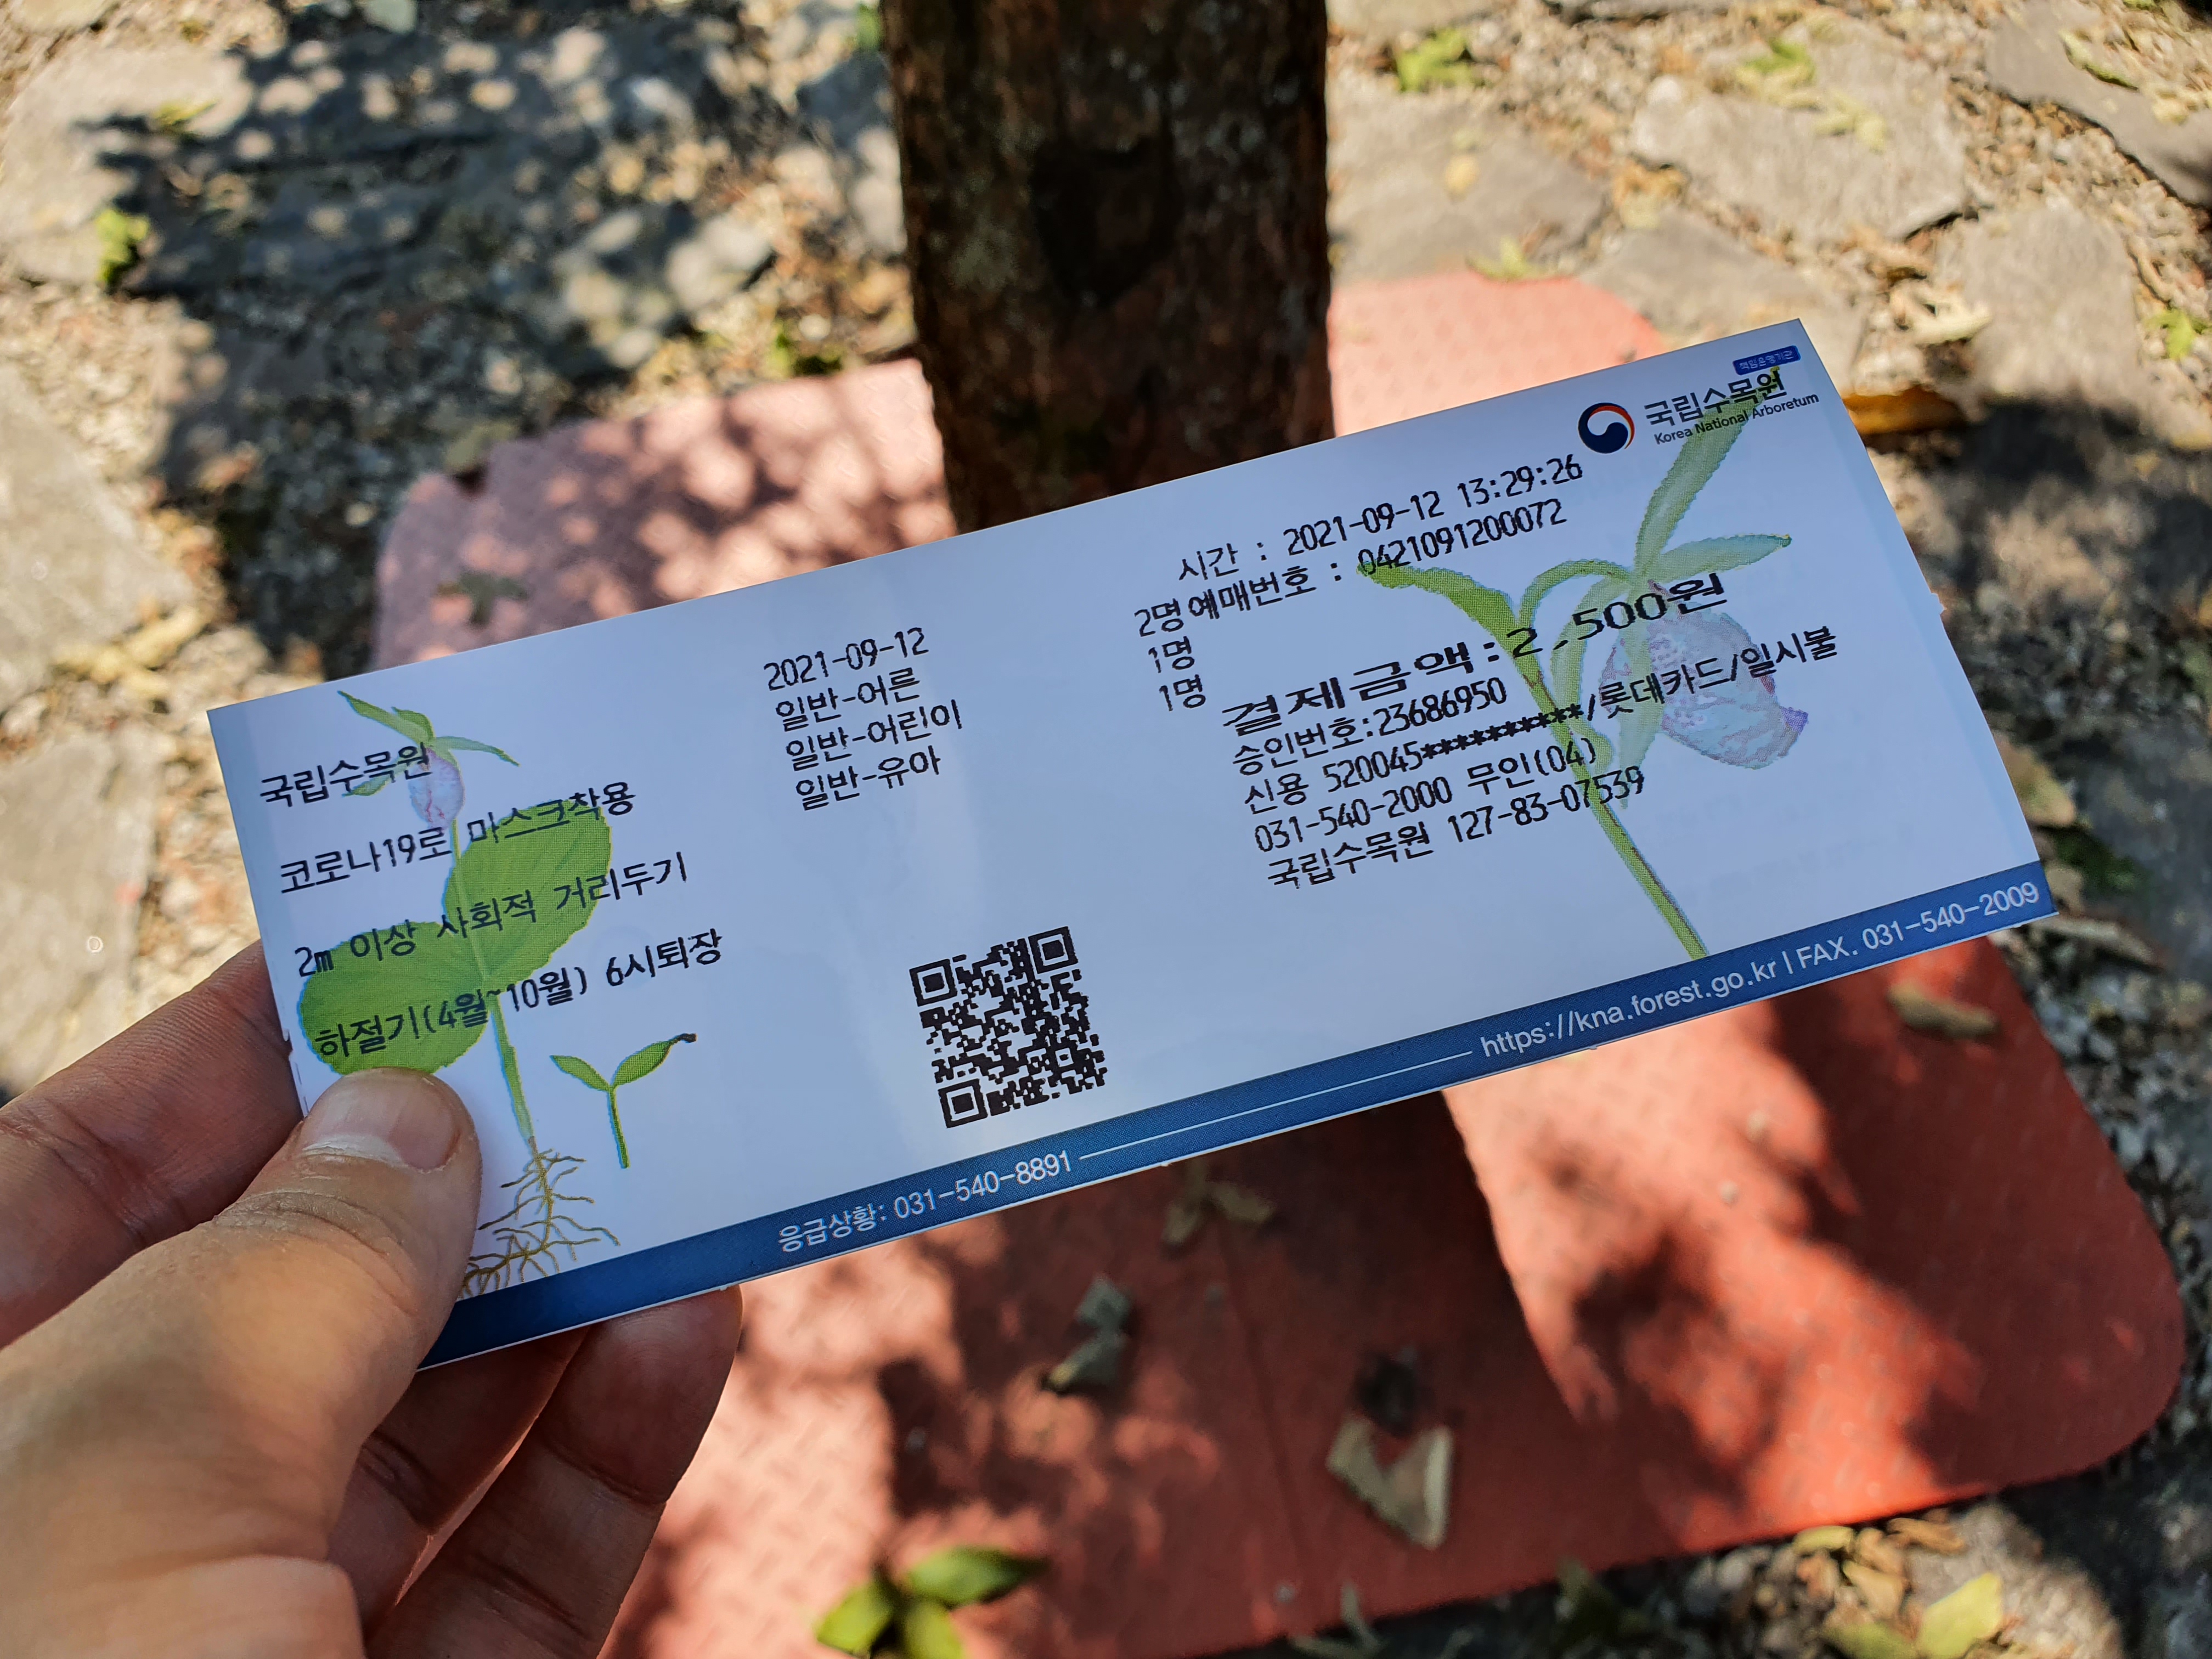 책임운영기관
국립수목원
Korea National Arboretum
국립수목원
코로나19로 마스크착용
2m 이상 사회적 거리두기
하절기(4월~10월) 6시퇴장
2021-09-12
일반-어른 2명
일반-어린이 1명
일반-유아 1명
시간 : 2021-09-12 13:29:26
예매번호 : 0421091200072
결제금액:2,500원
승인번호:23686950
신용 520045**********/롯데카드/일시불
031-540-2000 무인(04)
국립수목원 127-83-07539
응급상황: 031-540-8891
https://kna.forest.go.kr | FAX. 031-540-2009